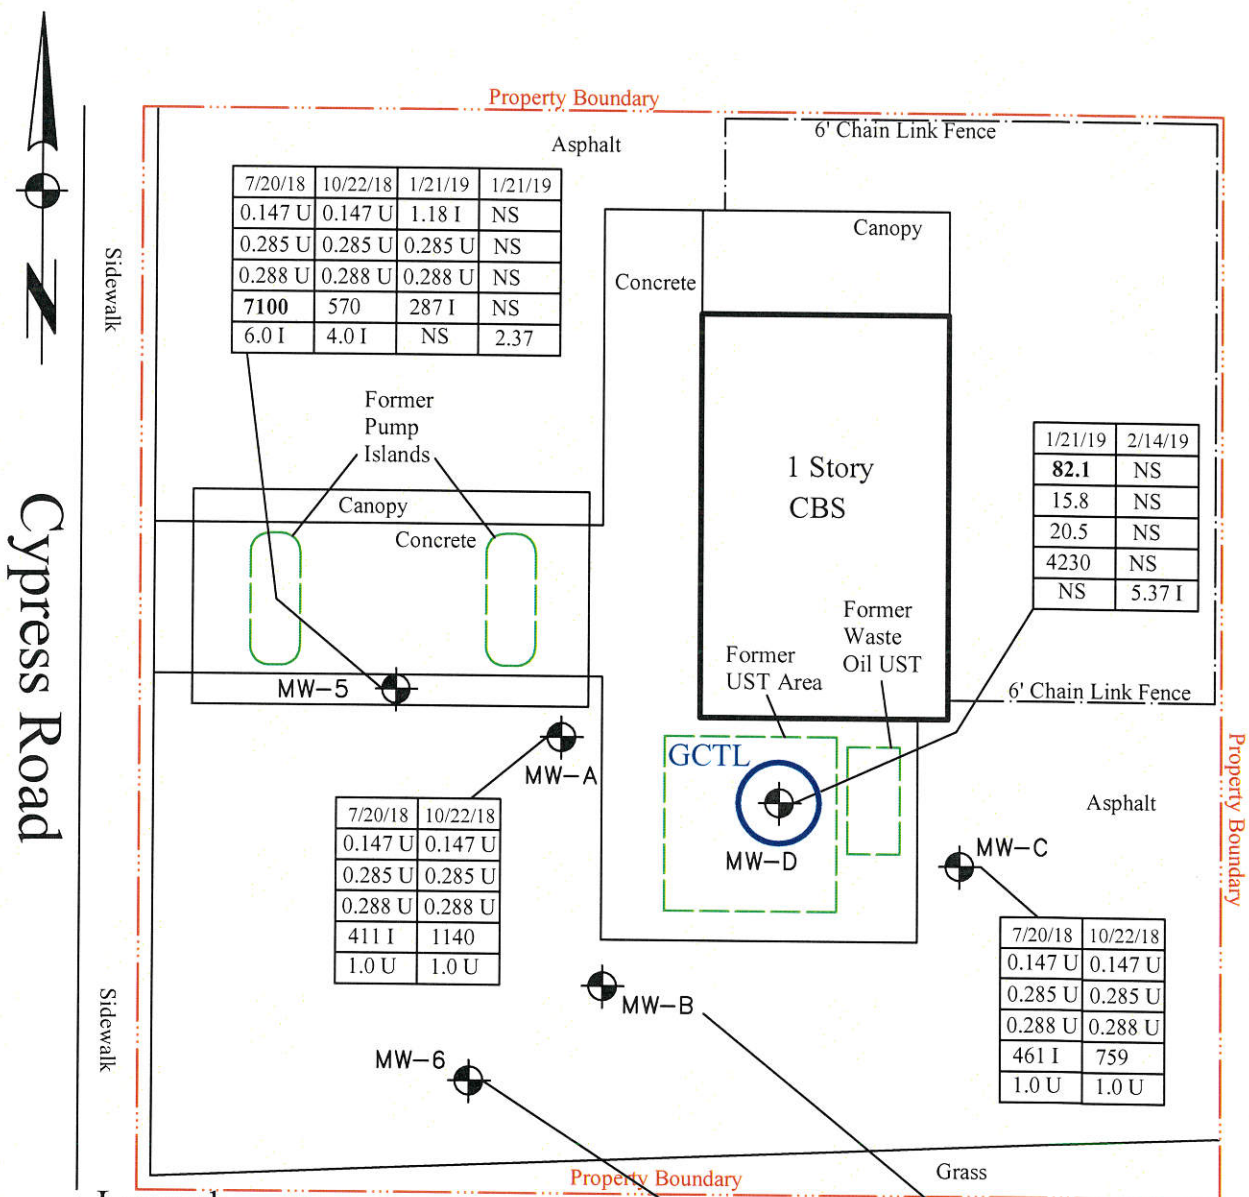 Property Boundary
6' Chain Link Fence
Asphalt
7/20/18 10/22/18 1/21/19 1/21/19
0.147 U 0.147 U 1.18 I NS
0.285 U 0.285 U 0.285 U NS
0.288 U 0.288 U 0.288 U NS
7100 570 287 I NS
6.0 I 4.0 I NS 2.37
N
Sidewalk
Canopy
Concrete
Former
Pump
Islands
1 Story
CBS
1/21/19 2/14/19
82.1 NS
15.8 NS
20.5 NS
4230 NS
NS 5.37 I
Canopy
Concrete
Cypress Road
Former
Waste
Oil UST
Former
UST Area
MW-5
6' Chain Link Fence
GCTL
MW-A
Property Boundary
Asphalt
MW-D
MW-C
7/20/18 10/22/18
0.147 U 0.147 U
0.285 U 0.285 U
0.288 U 0.288 U
411 I 1140
1.0 U 1.0 U
7/20/18 10/22/18
0.147 U 0.147 U
0.285 U 0.285 U
0.288 U 0.288 U
461 I 759
1.0 U 1.0 U
Sidewalk
MW-B
MW-6
Property Boundary
Grass